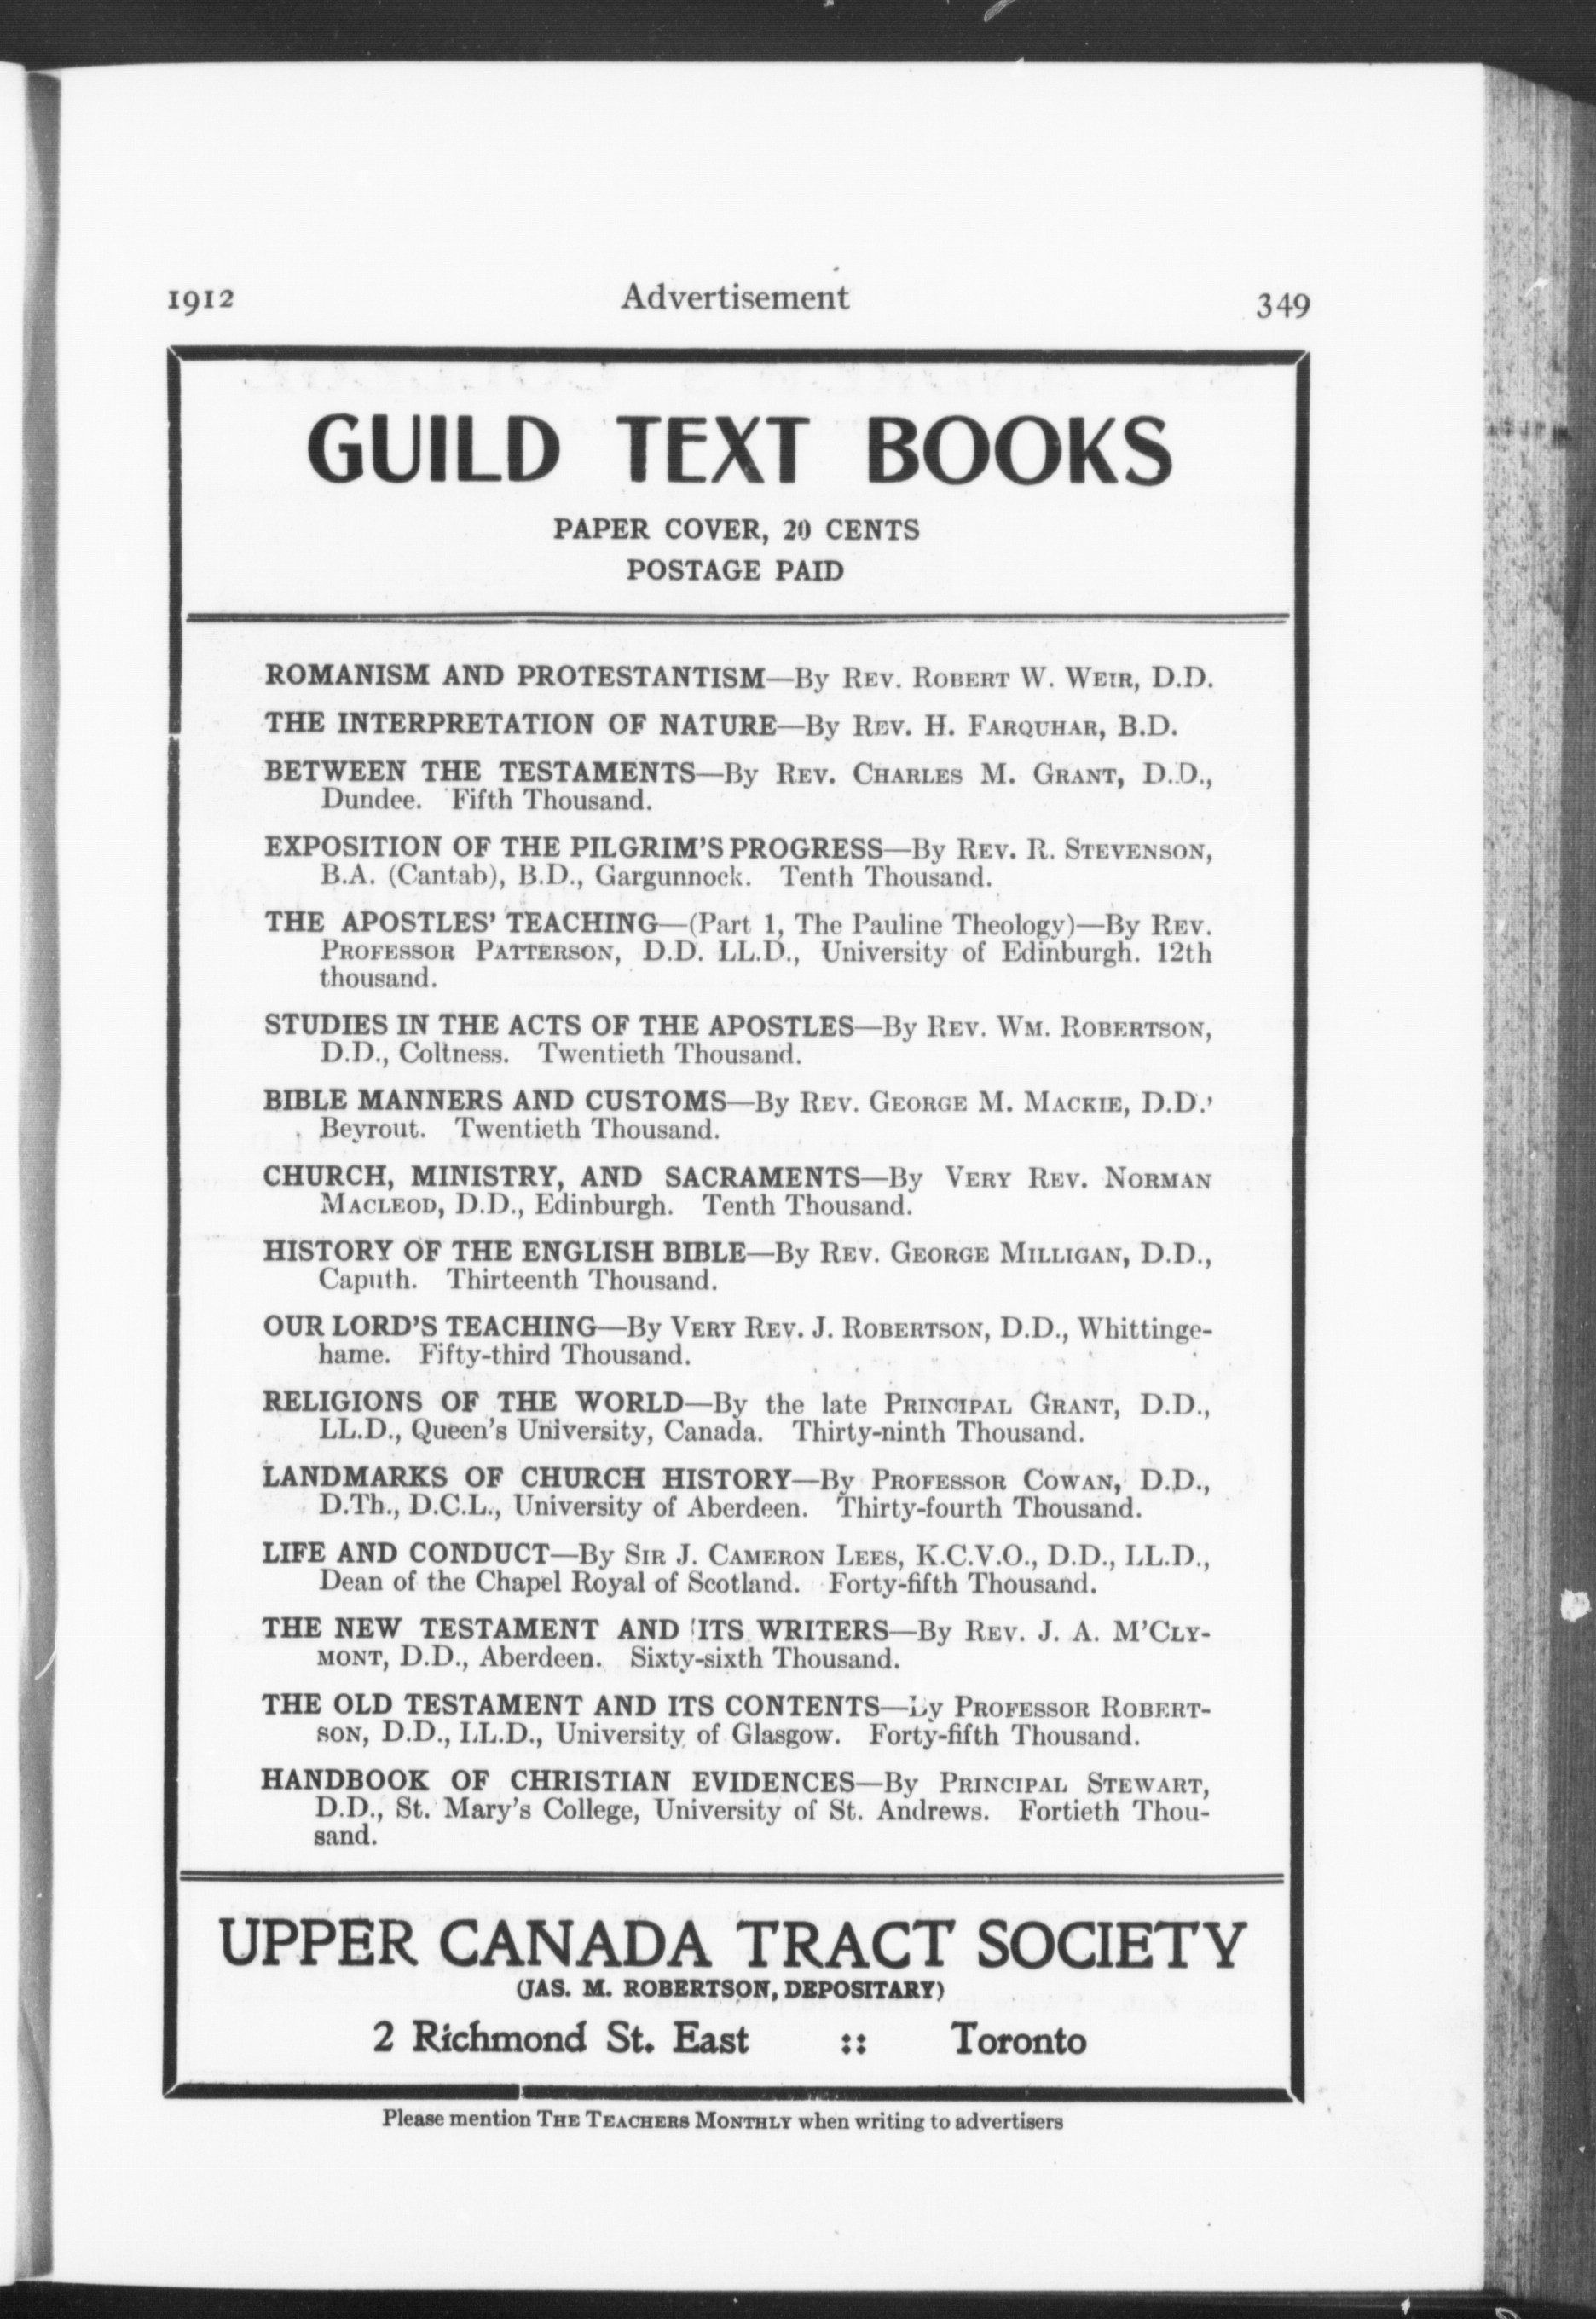 1912 Advertisement 349
GUILD TEXT BOOKS
PAPER COVER, 20 CENTS
POSTAGE PAID
ROMANISM AND PROTESTANTISM—By REV. ROBERT W. WEIR, D.D.
THE INTERPRETATION OF NATURE—By REV. H. FARQUHAR, B.D.
BETWEEN THE TESTAMENTS—By REV. CHARLES M. GRANT, D.D.,
Dundee. Fifth Thousand.
EXPOSITION OF THE PILGRIM'S PROGRESS—By REV. R. STEVENSON,
B.A. (Cantab), B.D., Gargunnock. Tenth Thousand.
THE APOSTLES' TEACHING—(Part 1, The Pauline Theology)—By REV.
PROFESSOR PATTERSON, D.D. LL.D., University of Edinburgh. 12th
thousand.
STUDIES IN THE ACTS OF THE APOSTLES—By REV. WM. ROBERTSON,
D.D., Coltness. Twentieth Thousand.
BIBLE MANNERS AND CUSTOMS—By REV. GEORGE M. MACKIE, D.D.'
Beyrout. Twentieth Thousand.
CHURCH, MINISTRY, AND SACRAMENTS—By VERY REV. NORMAN
MACLEOD, D.D., Edinburgh. Tenth Thousand.
HISTORY OF THE ENGLISH BIBLE—By REV. GEORGE MILLIGAN, D.D.,
Caputh. Thirteenth Thousand.
OUR LORD'S TEACHING—By VERY REV. J. ROBERTSON, D.D., Whittinge-
hame. Fifty-third Thousand.
RELIGIONS OF THE WORLD—By the late PRINCIPAL GRANT, D.D.,
LL.D., Queen's University, Canada. Thirty-ninth Thousand.
LANDMARKS OF CHURCH HISTORY—By PROFESSOR COWAN, D.D.,
D.Th., D.C.L., University of Aberdeen. Thirty-fourth Thousand.
LIFE AND CONDUCT—By SIR J. CAMERON LEES, K.C.V.O., D.D., LL.D.,
Dean of the Chapel Royal of Scotland. Forty-fifth Thousand.
THE NEW TESTAMENT AND ITS WRITERS—By REV. J. A. M'CLY-
MONT, D.D., Aberdeen. Sixty-sixth Thousand.
THE OLD TESTAMENT AND ITS CONTENTS—By PROFESSOR ROBERT-
SON, D.D., LL.D., University of Glasgow. Forty-fifth Thousand.
HANDBOOK OF CHRISTIAN EVIDENCES—By PRINCIPAL STEWART,
D.D., St. Mary's College, University of St. Andrews. Fortieth Thou-
sand.
UPPER CANADA TRACT SOCIETY
(JAS. M. ROBERTSON, DEPOSITARY)
2 Richmond St. East :: Toronto
Please mention THE TEACHERS MONTHLY when writing to advertisers